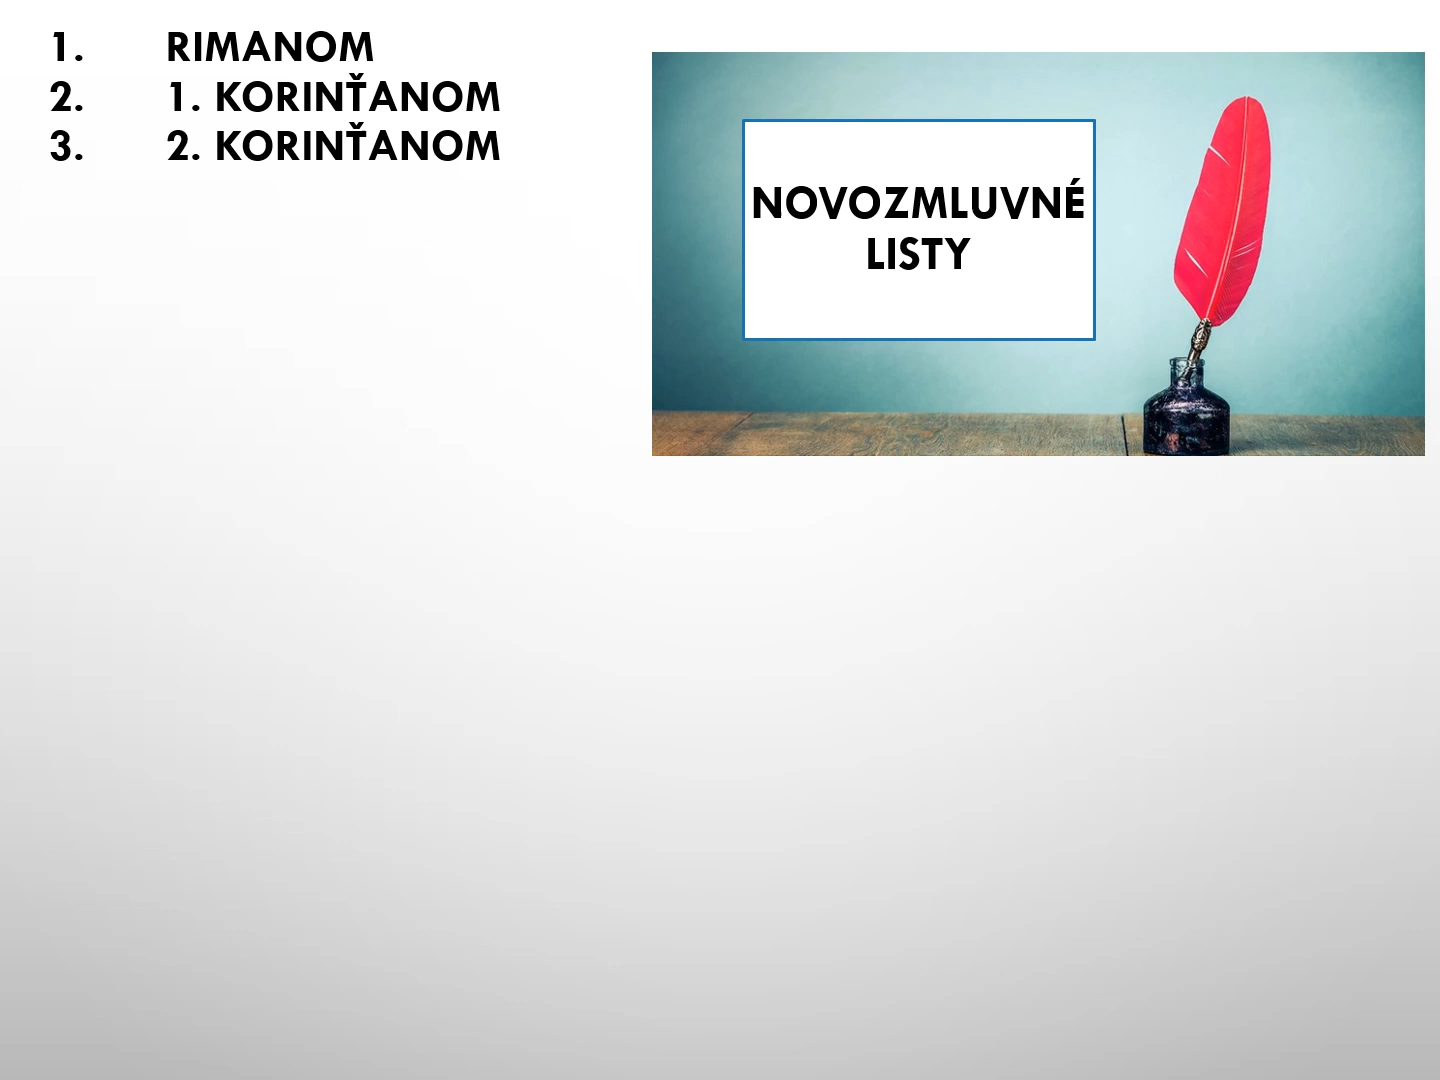 1. RIMANOM
2. 1. KORINŤANOM
3. 2. KORINŤANOM
NOVOZMLUVNÉ
LISTY